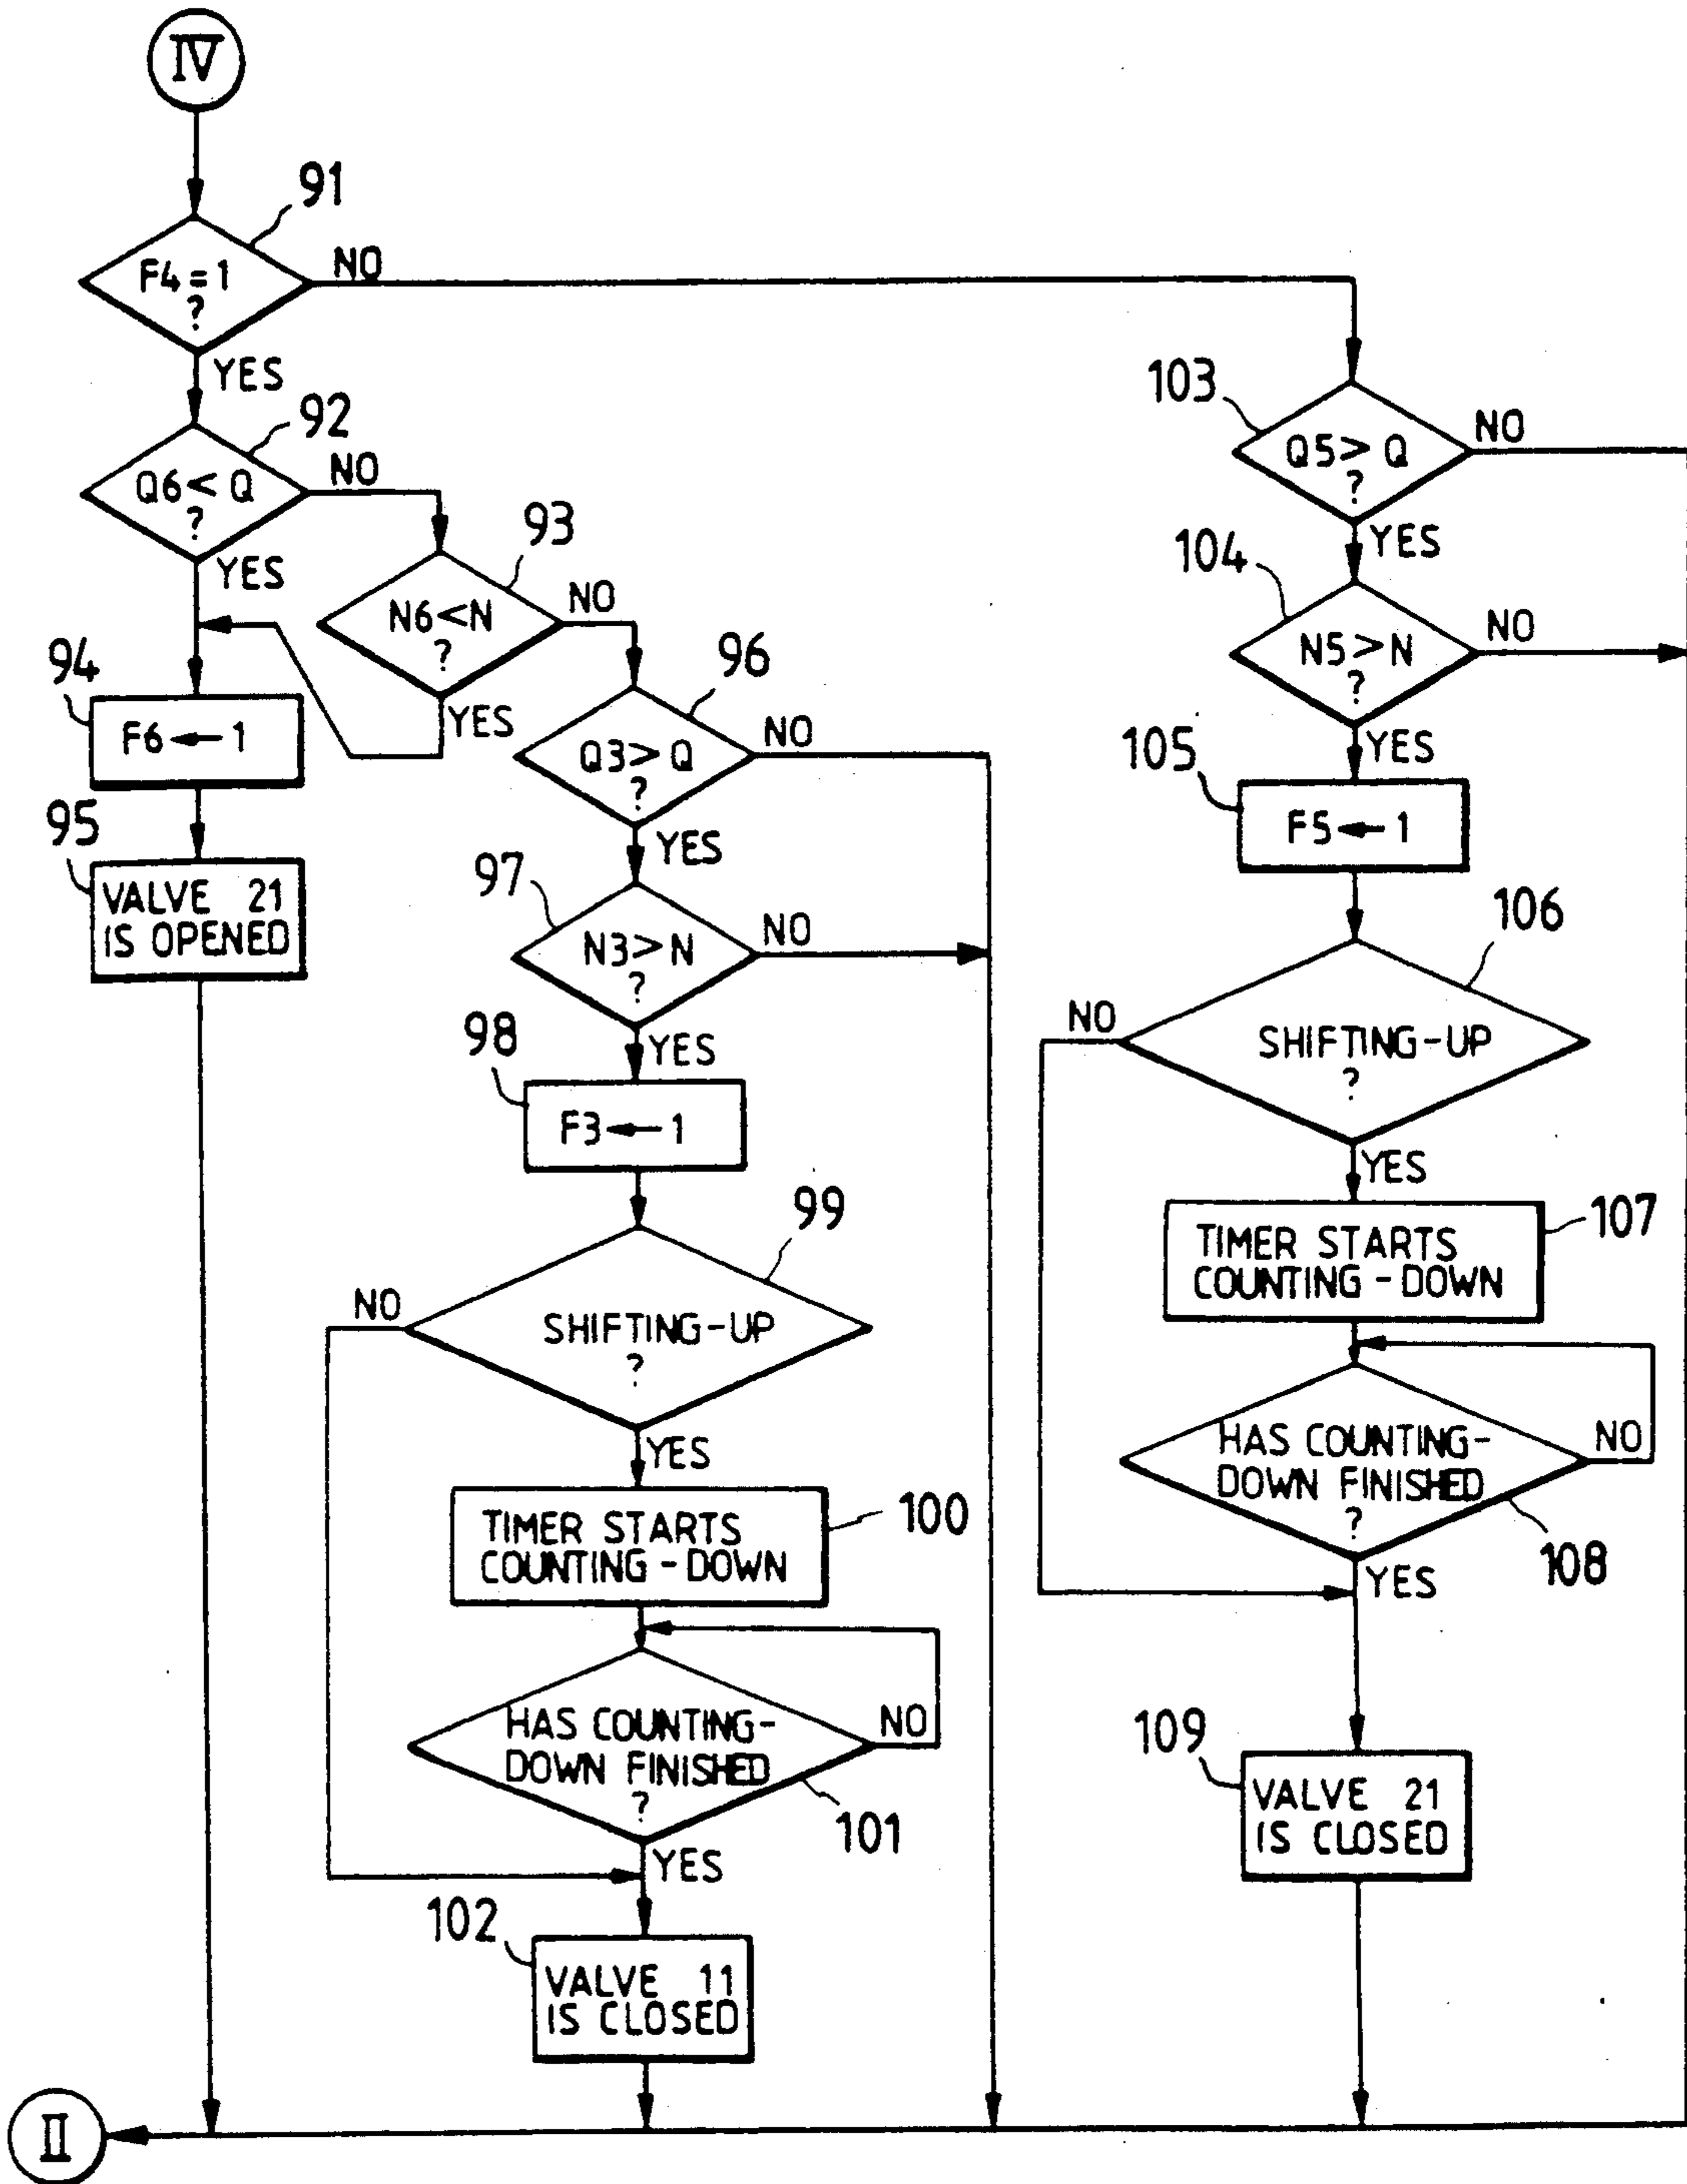 IV
91
F4=1
?
NO
YES
92
Q6<Q
?
NO
YES
93
N6<N
?
NO
YES
94
F6←1
95
VALVE 21
IS OPENED
96
Q3>Q
?
NO
YES
97
N3>N
?
NO
YES
98
F3←1
99
SHIFTING-UP
?
NO
YES
100
TIMER STARTS
COUNTING-DOWN
101
HAS COUNTING-
DOWN FINISHED
?
NO
YES
102
VALVE 11
IS CLOSED
103
Q5>Q
?
NO
YES
104
N5>N
?
NO
YES
105
F5←1
106
SHIFTING-UP
?
NO
YES
107
TIMER STARTS
COUNTING-DOWN
108
HAS COUNTING-
DOWN FINISHED
?
NO
YES
109
VALVE 21
IS CLOSED
II